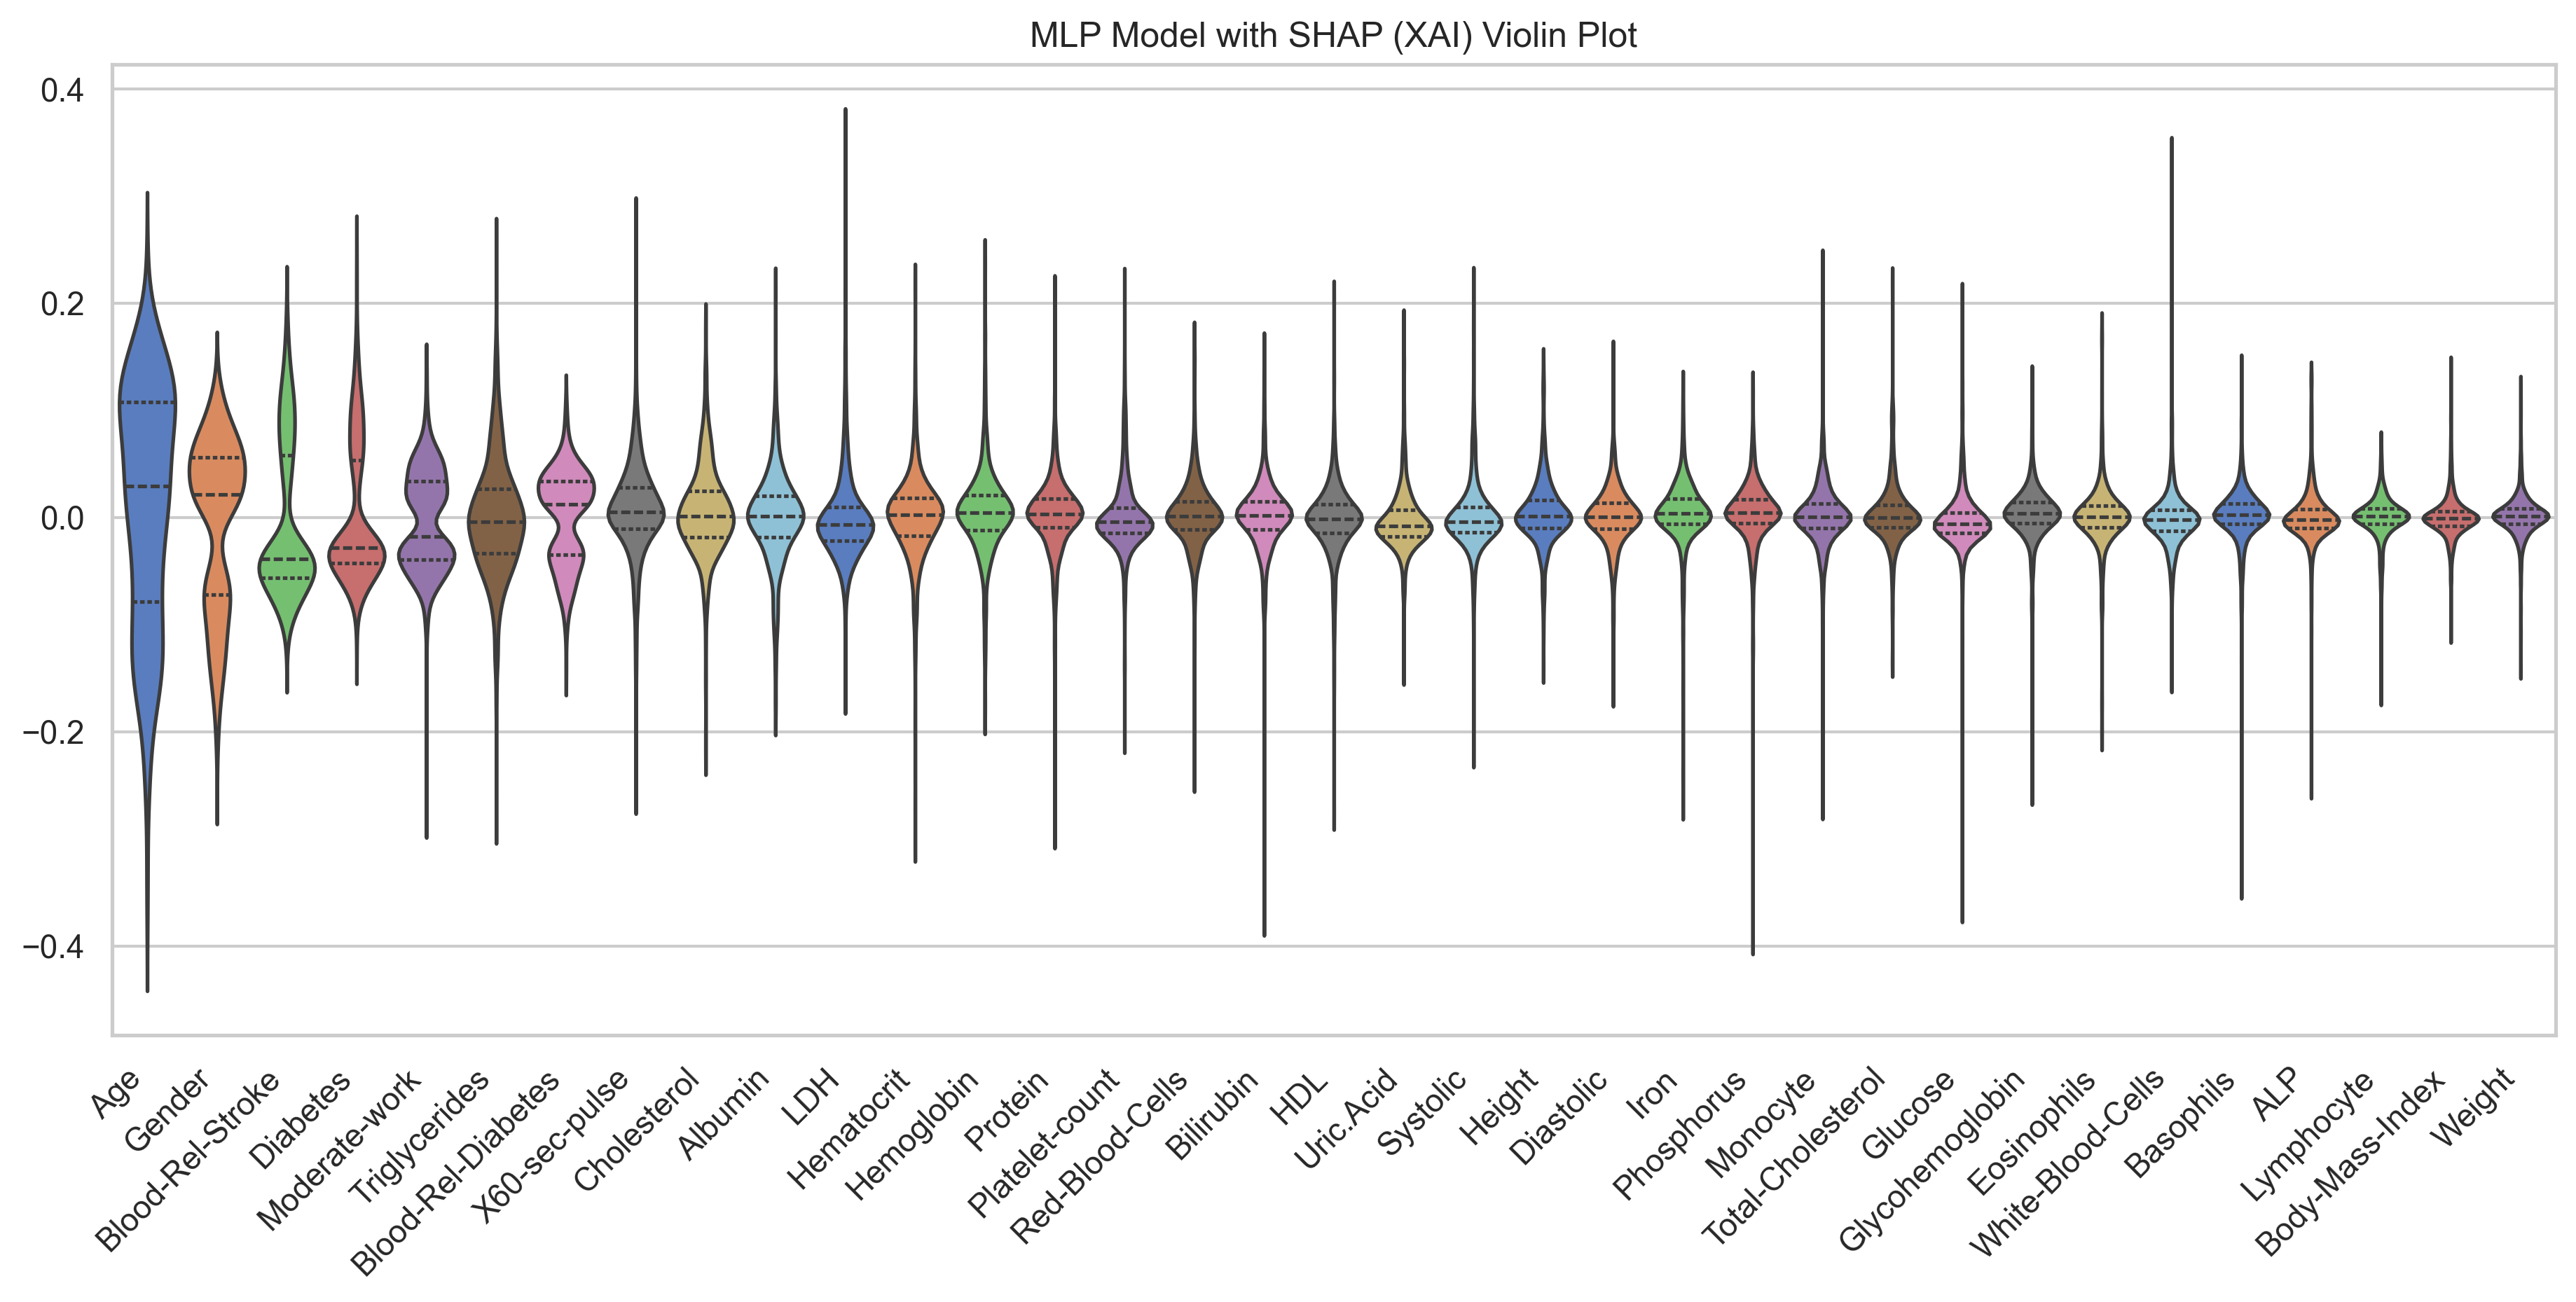 MLP Model with SHAP (XAI) Violin Plot
0.4
0.2
0.0
−0.2
−0.4
Age
Gender
Blood-Rel-Stroke
Diabetes
Moderate-work
Triglycerides
Blood-Rel-Diabetes
X60-sec-pulse
Cholesterol
Albumin
LDH
Hematocrit
Hemoglobin
Protein
Platelet-count
Red-Blood-Cells
Bilirubin
HDL
Uric.Acid
Systolic
Height
Diastolic
Iron
Phosphorus
Monocyte
Total-Cholesterol
Glucose
Glycohemoglobin
Eosinophils
White-Blood-Cells
Basophils
ALP
Lymphocyte
Body-Mass-Index
Weight